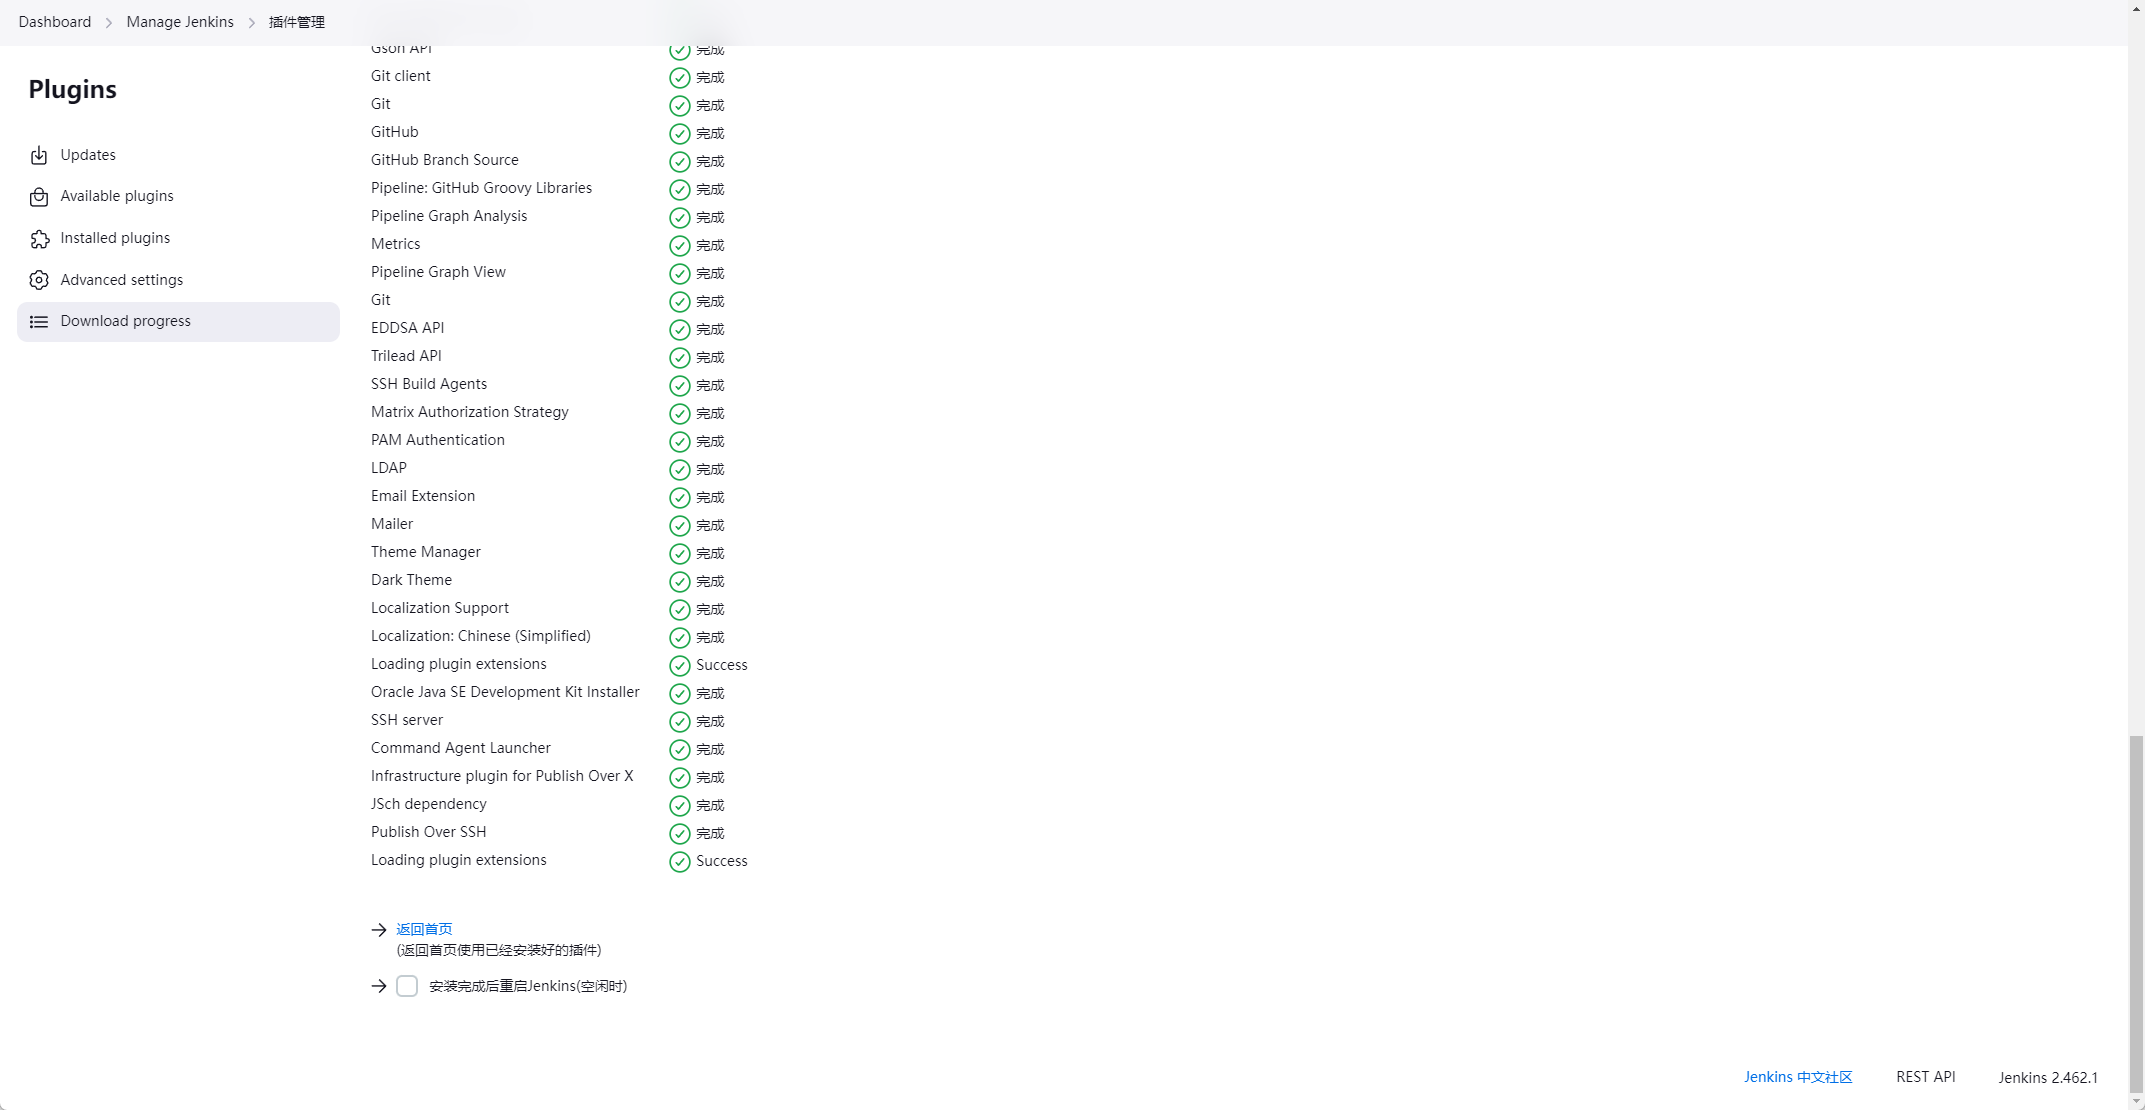 Dashboard > Manage Jenkins > 插件管理
Plugins
Updates
Available plugins
Installed plugins
Advanced settings
Download progress
Gson API 完成
Git client 完成
Git 完成
GitHub 完成
GitHub Branch Source 完成
Pipeline: GitHub Groovy Libraries 完成
Pipeline Graph Analysis 完成
Metrics 完成
Pipeline Graph View 完成
Git 完成
EDDSA API 完成
Trilead API 完成
SSH Build Agents 完成
Matrix Authorization Strategy 完成
PAM Authentication 完成
LDAP 完成
Email Extension 完成
Mailer 完成
Theme Manager 完成
Dark Theme 完成
Localization Support 完成
Localization: Chinese (Simplified) 完成
Loading plugin extensions Success
Oracle Java SE Development Kit Installer 完成
SSH server 完成
Command Agent Launcher 完成
Infrastructure plugin for Publish Over X 完成
JSch dependency 完成
Publish Over SSH 完成
Loading plugin extensions Success
返回首页
(返回首页使用已经安装好的插件)
安装完成后重启Jenkins(空闲时)
Jenkins 中文社区 REST API Jenkins 2.462.1